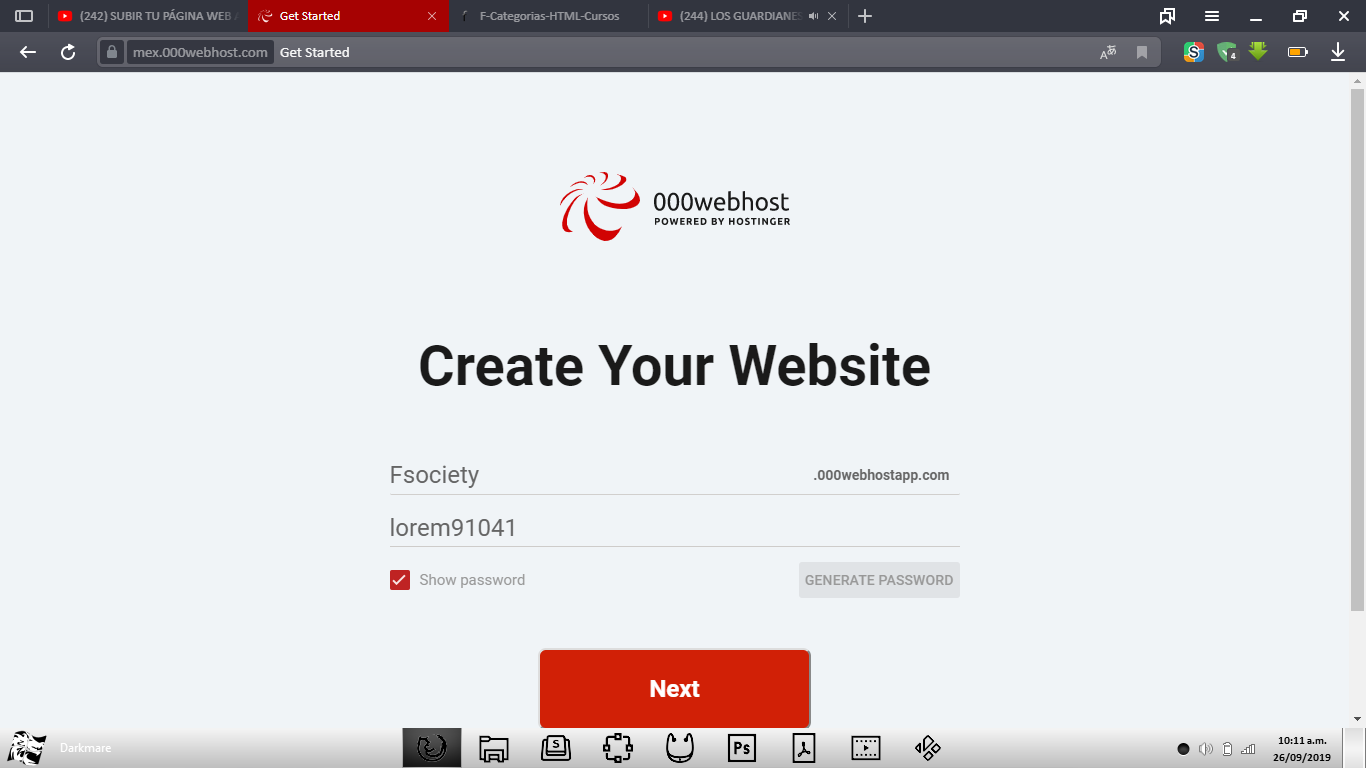 (242) SUBIR TU PÁGINA WEB
Get Started
F-Categorias-HTML-Cursos
(244) LOS GUARDIANES
mex.000webhost.com
Get Started
4
000webhost
POWERED BY HOSTINGER
Create Your Website
Fsociety
.000webhostapp.com
lorem91041
Show password
GENERATE PASSWORD
Next
Darkmare
S
Ps
10:11 a.m.
26/09/2019